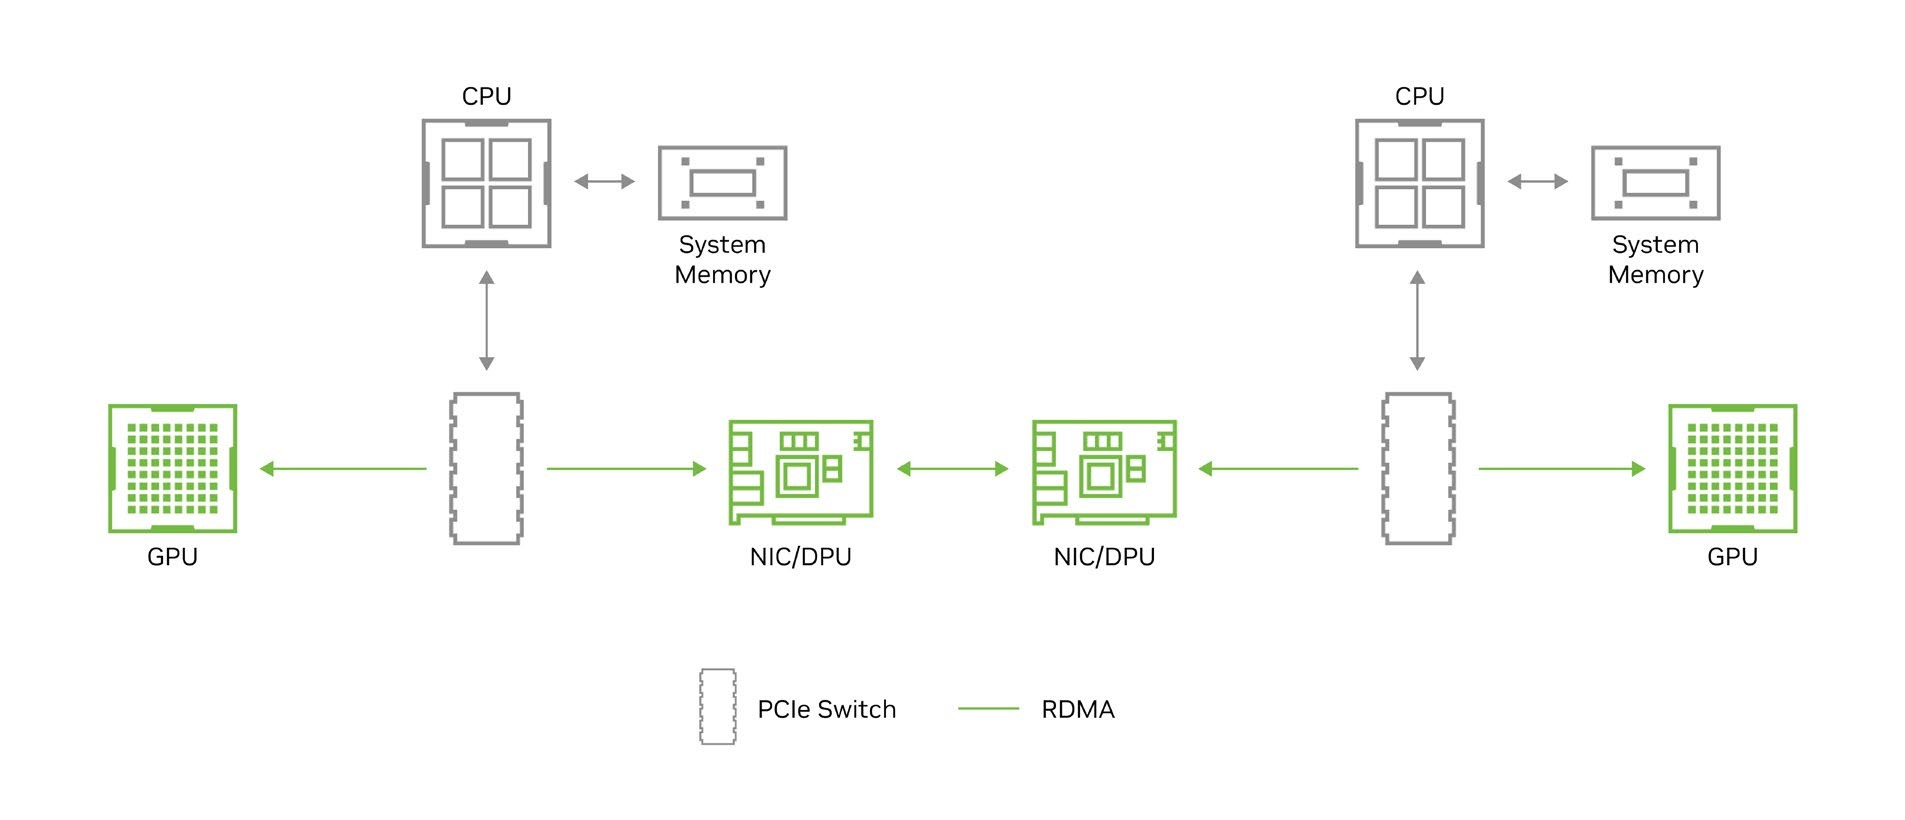 CPU
CPU
System
Memory
System
Memory
GPU
NIC/DPU
NIC/DPU
GPU
PCIe Switch
RDMA